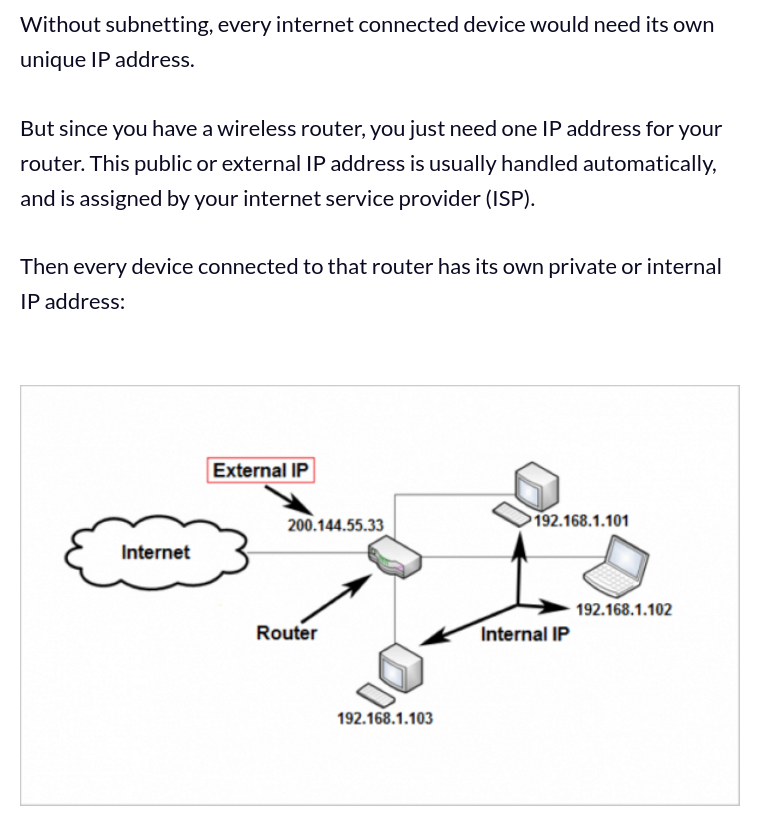 Without subnetting, every internet connected device would need its own
unique IP address.
But since you have a wireless router, you just need one IP address for your
router. This public or external IP address is usually handled automatically,
and is assigned by your internet service provider (ISP).
Then every device connected to that router has its own private or internal
IP address:
External IP
200.144.55.33
192.168.1.101
Internet
192.168.1.102
Router
Internal IP
192.168.1.103